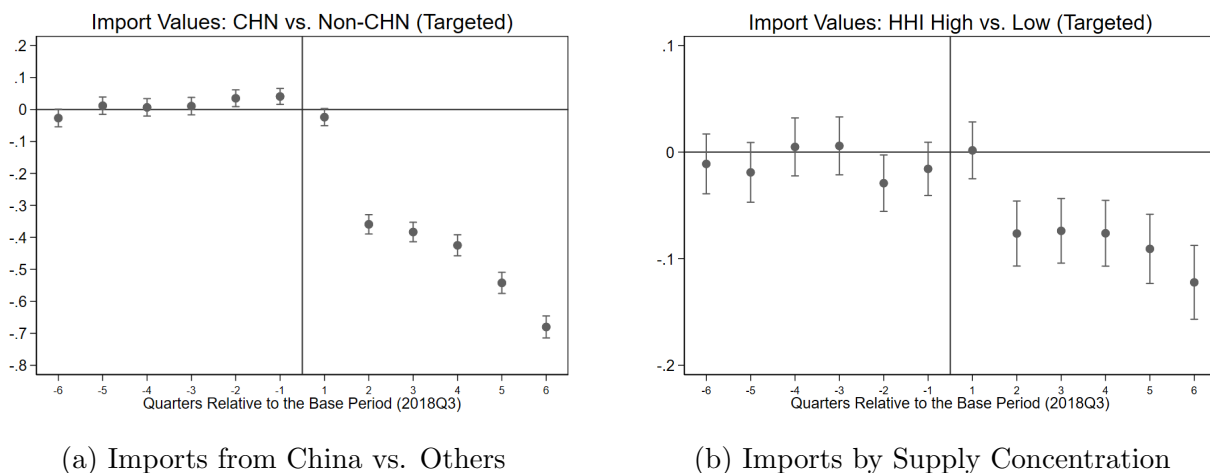 Import Values: CHN vs. Non-CHN (Targeted)
.2
.1
0
-.1
-.2
-.3
-.4
-.5
-.6
-.7
-.8
-6 -5 -4 -3 -2 -1 1 2 3 4 5 6
Quarters Relative to the Base Period (2018Q3)
(a) Imports from China vs. Others
Import Values: HHI High vs. Low (Targeted)
.1
0
-.1
-.2
-6 -5 -4 -3 -2 -1 1 2 3 4 5 6
Quarters Relative to the Base Period (2018Q3)
(b) Imports by Supply Concentration